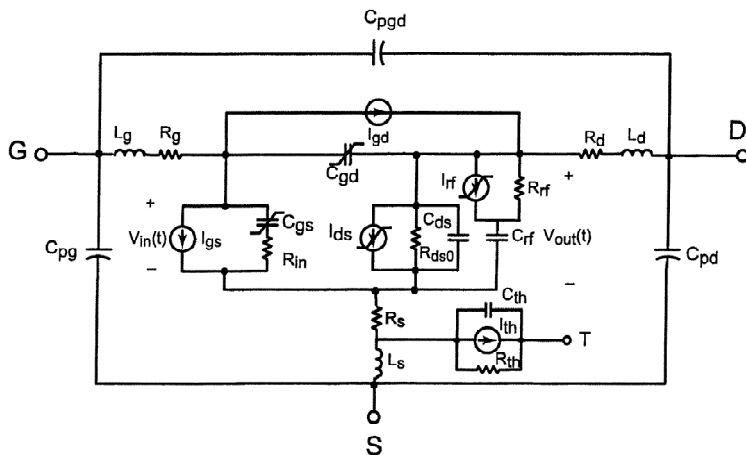 Cpgd
Lg
Rg
Igd
Rd
Ld
D
G
Cgd
Irf
Rrf
+
+
Cgs
Vin(t)
Igs
Ids
Cds
Crf
Vout(t)
Cpg
Rin
Rds0
Cpd
−
−
Cth
Rs
Ith
T
Ls
Rth
S